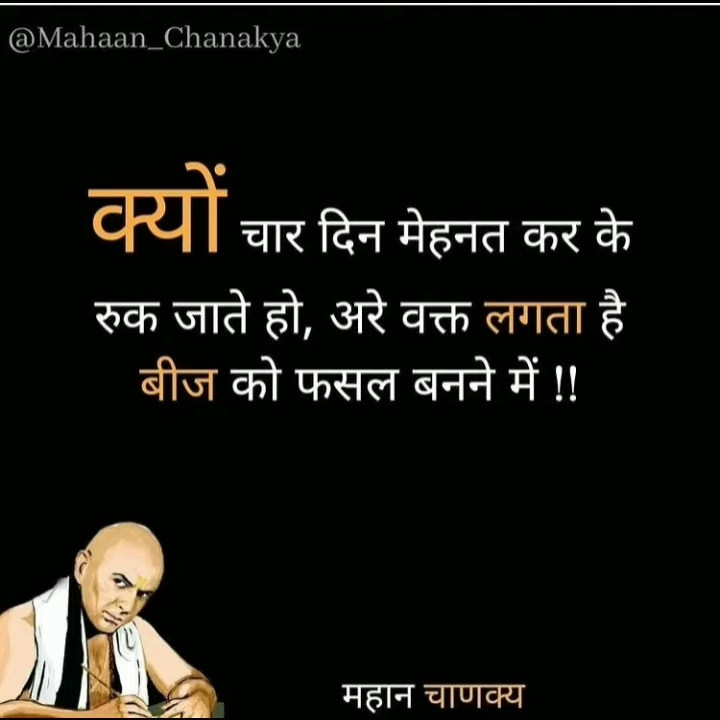 @Mahaan_Chanakya
क्यों चार दिन मेहनत कर के
रुक जाते हो, अरे वक्त लगता है
बीज को फसल बनने में !!
महान चाणक्य